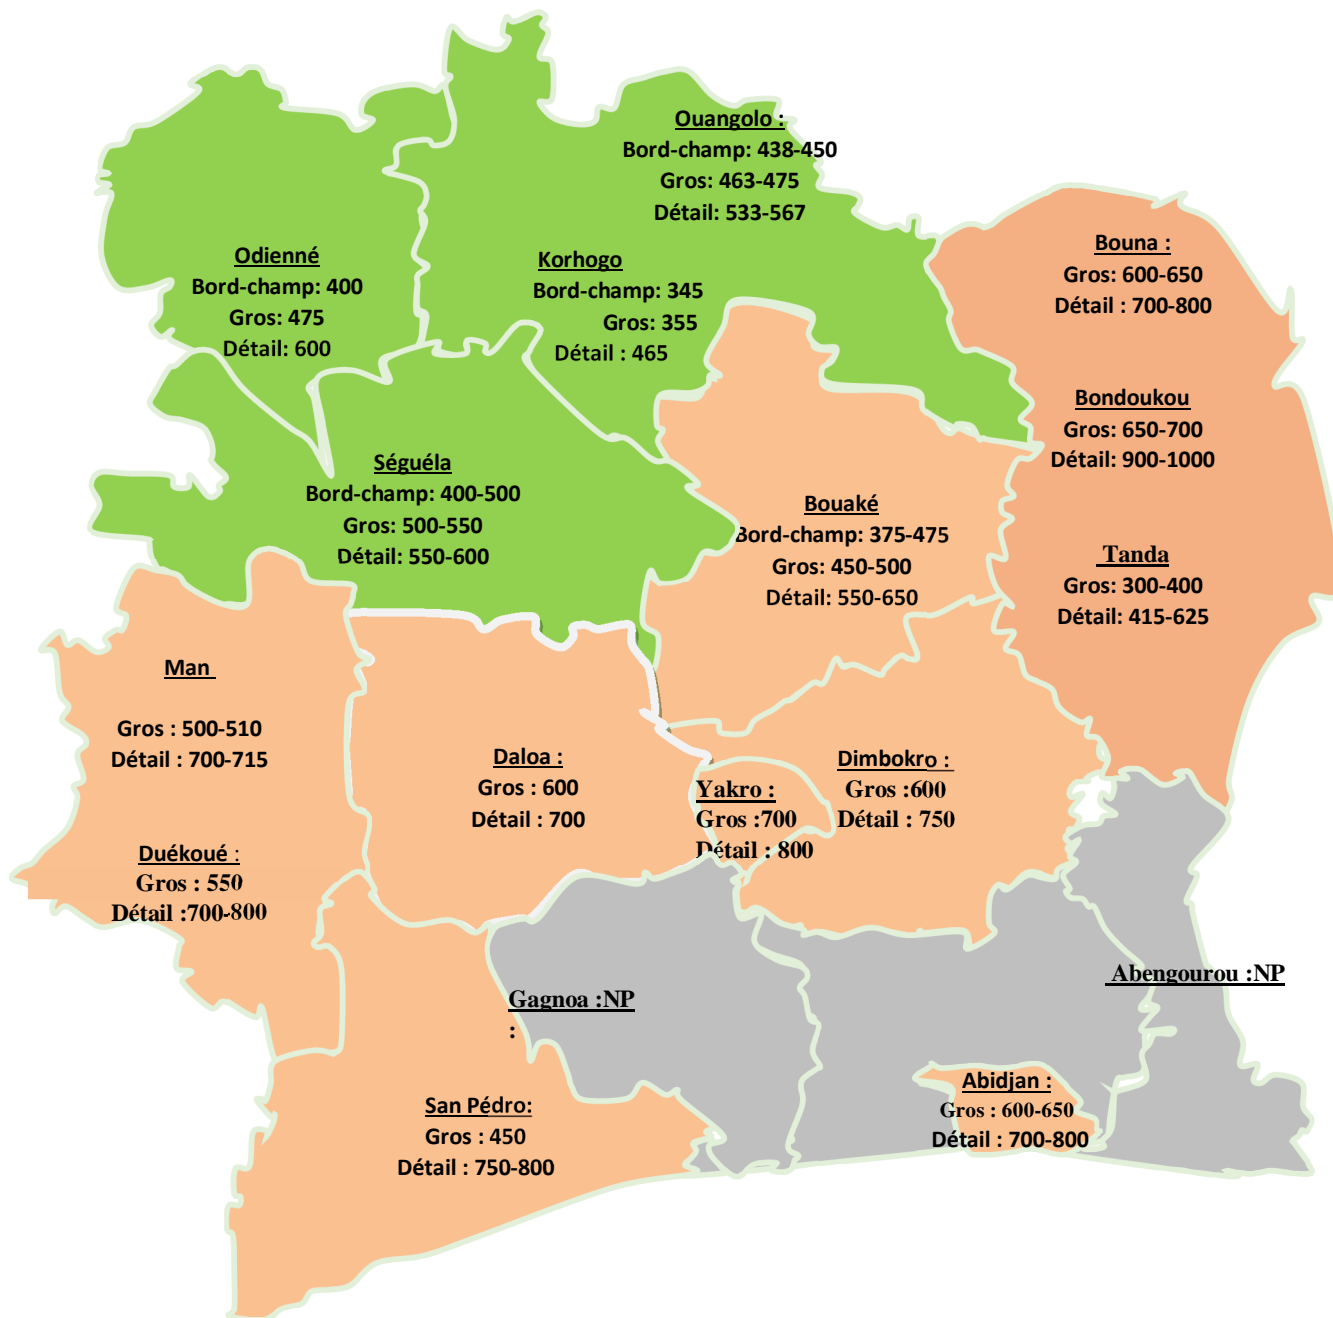 Ouangolo :
Bord-champ: 438-450
Gros: 463-475
Détail: 533-567
Odienné
Bord-champ: 400
Gros: 475
Détail: 600
Korhogo
Bord-champ: 345
Gros: 355
Détail : 465
Bouna :
Gros: 600-650
Détail : 700-800
Bondoukou
Gros: 650-700
Détail: 900-1000
Séguéla
Bord-champ: 400-500
Gros: 500-550
Détail: 550-600
Bouaké
Bord-champ: 375-475
Gros: 450-500
Détail: 550-650
Tanda
Gros: 300-400
Détail: 415-625
Man
Gros : 500-510
Détail : 700-715
Daloa :
Gros : 600
Détail : 700
Yakro :
Gros :700
Détail : 800
Dimbokro :
Gros :600
Détail : 750
Duékoué :
Gros : 550
Détail :700-800
Gagnoa :NP
:
Abengourou :NP
San Pédro:
Gros : 450
Détail : 750-800
Abidjan :
Gros : 600-650
Détail : 700-800